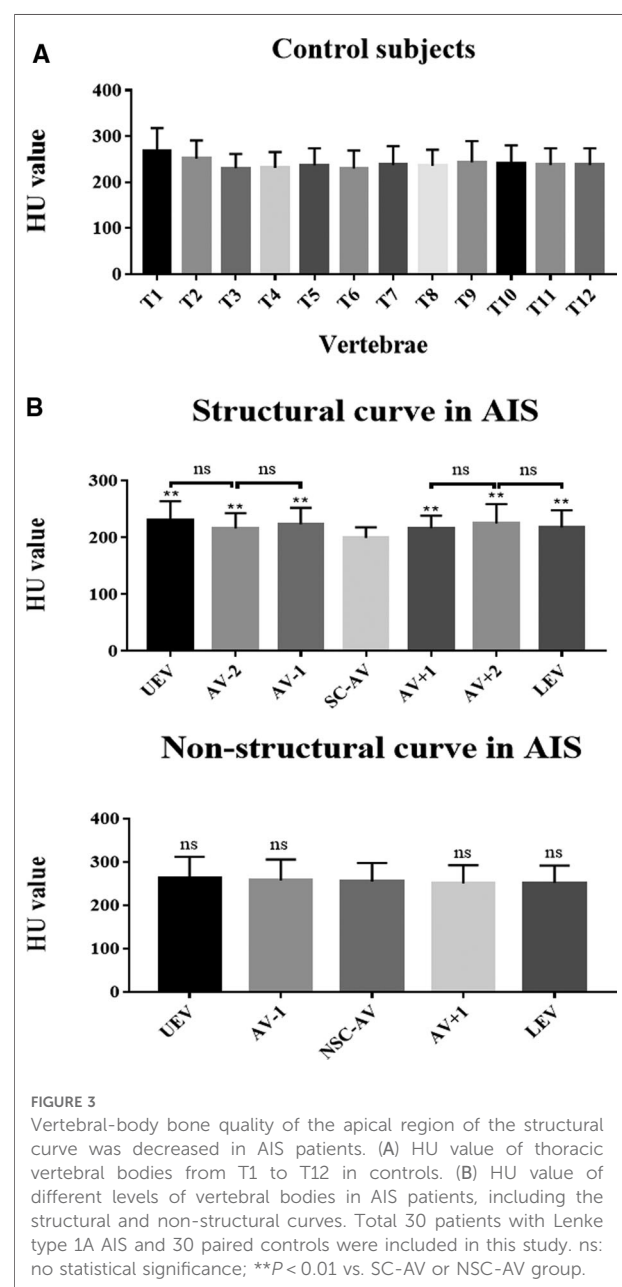 A
Control subjects
400
300
200
100
0
HU value
T1 T2 T3 T4 T5 T6 T7 T8 T9 T10 T11 T12
Vertebrae
B
Structural curve in AIS
ns ns ns ns
** ** ** ** ** **
300
200
100
0
HU value
UEV AV-2 AV-1 SC-AV AV+1 AV+2 LEV
Non-structural curve in AIS
ns ns ns ns
400
300
200
100
0
HU value
UEV AV-1 NSC-AV AV+1 LEV
FIGURE 3
Vertebral-body bone quality of the apical region of the structural
curve was decreased in AIS patients. (A) HU value of thoracic
vertebral bodies from T1 to T12 in controls. (B) HU value of
different levels of vertebral bodies in AIS patients, including the
structural and non-structural curves. Total 30 patients with Lenke
type 1A AIS and 30 paired controls were included in this study. ns:
no statistical significance; **P < 0.01 vs. SC-AV or NSC-AV group.